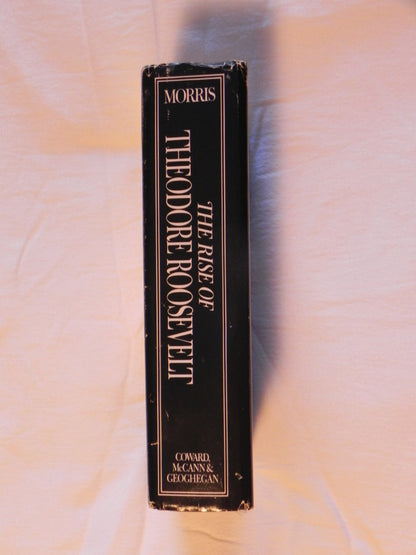 MORRIS
THE RISE OF
THEODORE ROOSEVELT
COWARD,
McCANN &
GEOGHEGAN